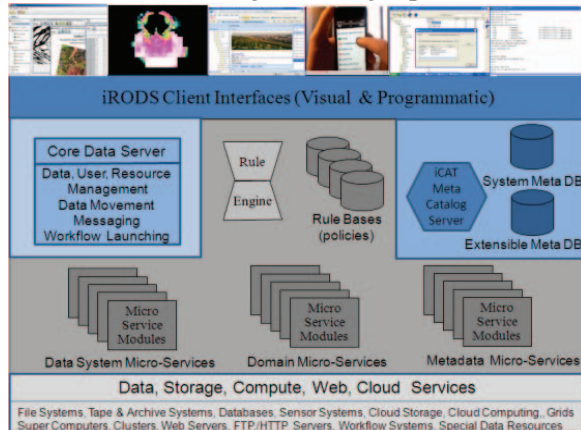 iRODS Client Interfaces (Visual & Programmatic)
Core Data Server
Data, User, Resource
Management
Data Movement
Messaging
Workflow Launching
Rule
Engine
Rule Bases
(policies)
iCAT
Meta
Catalog
Server
System Meta DB
Extensible Meta DB
Micro
Service
Modules
Data System Micro-Services
Micro
Service
Modules
Domain Micro-Services
Micro
Service
Modules
Metadata Micro-Services
Data, Storage, Compute, Web, Cloud Services
File Systems, Tape & Archive Systems, Databases, Sensor Systems, Cloud Storage, Cloud Computing,, Grids
Super Computers, Clusters, Web Servers, FTP/HTTP Servers, Workflow Systems, Special Data Resources